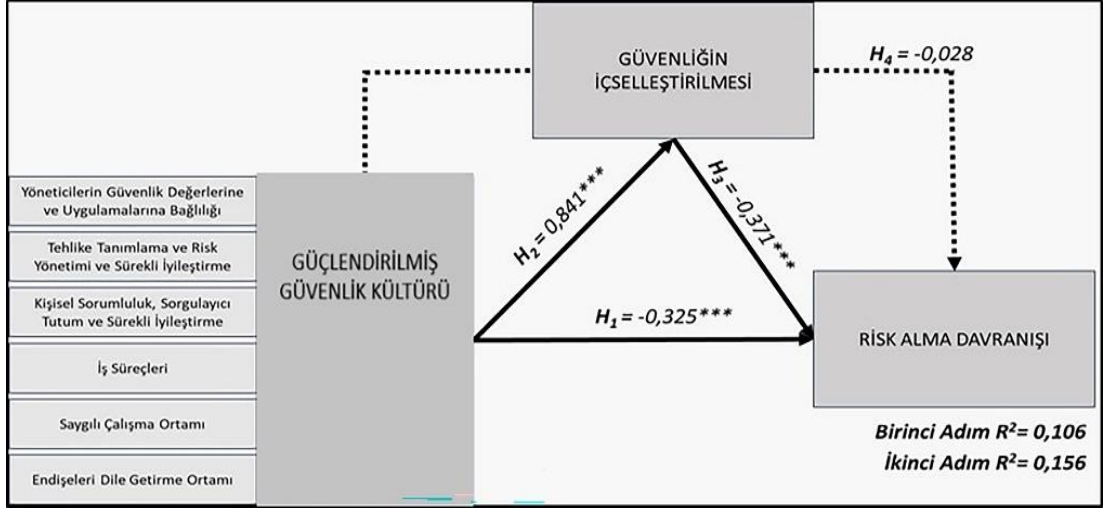 GÜVENLİĞİN
İÇSELLEŞTİRİLMESİ
H4 = -0,028
Yöneticilerin Güvenlik Değerlerine
ve Uygulamalarına Bağlılığı
Tehlike Tanımlama ve Risk
Yönetimi ve Sürekli İyileştirme
Kişisel Sorumluluk, Sorgulayıcı
Tutum ve Sürekli İyileştirme
İş Süreçleri
Saygılı Çalışma Ortamı
Endişeleri Dile Getirme Ortamı
GÜÇLENDİRİLMİŞ
GÜVENLİK KÜLTÜRÜ
H2 = 0,841***
H3 = -0,371***
H1 = -0,325***
RİSK ALMA DAVRANIŞI
Birinci Adım R²= 0,106
İkinci Adım R²= 0,156